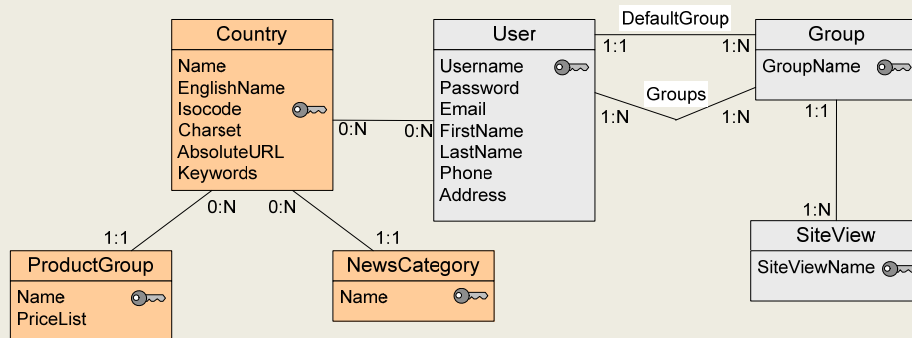 DefaultGroup
Country
User
Group
1:1
1:N
Name
EnglishName
Isocode
Charset
AbsoluteURL
Keywords
Username
Password
Email
FirstName
LastName
Phone
Address
GroupName
Groups
1:N
1:N
1:1
0:N
0:N
0:N
0:N
1:1
1:1
1:N
ProductGroup
NewsCategory
SiteView
Name
PriceList
Name
SiteViewName